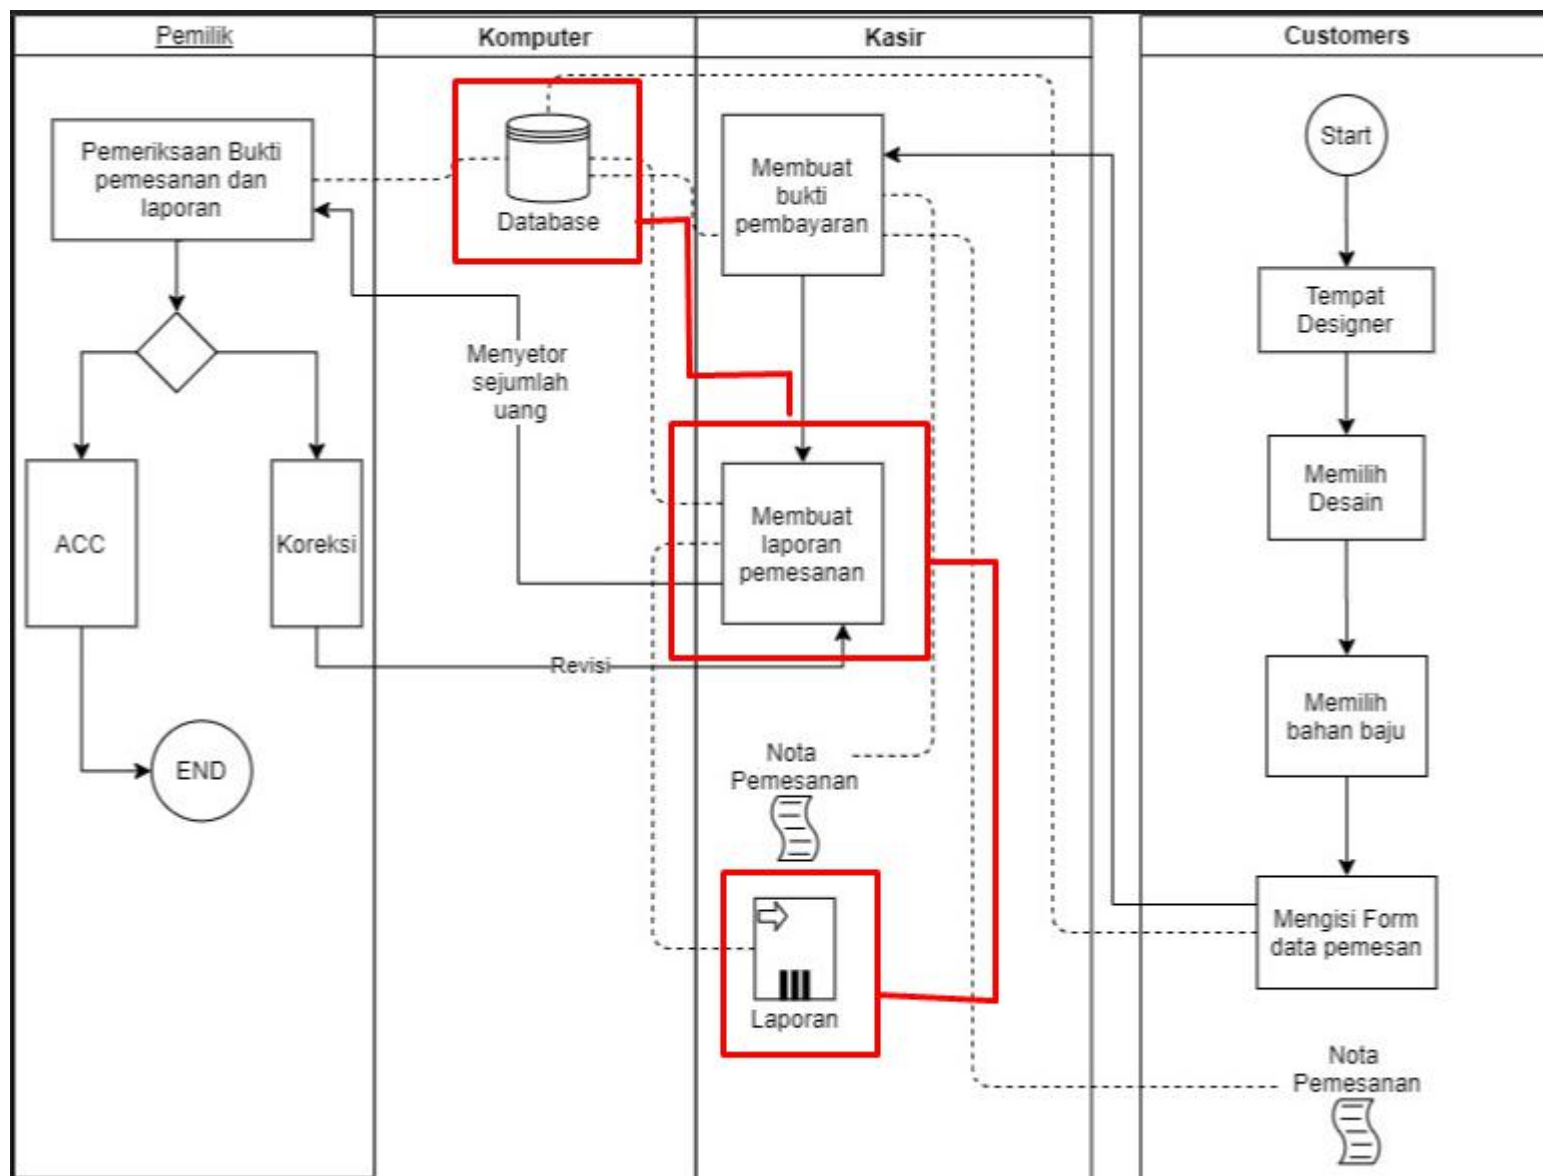 Pemilik
Komputer
Kasir
Customers
Pemeriksaan Bukti
pemesanan dan
laporan
Database
Membuat
bukti
pembayaran
Start
Tempat
Designer
Menyetor
sejumlah
uang
Memilih
Desain
ACC
Koreksi
Membuat
laporan
pemesanan
Revisi
Memilih
bahan baju
END
Nota
Pemesanan
Mengisi Form
data pemesan
Laporan
Nota
Pemesanan